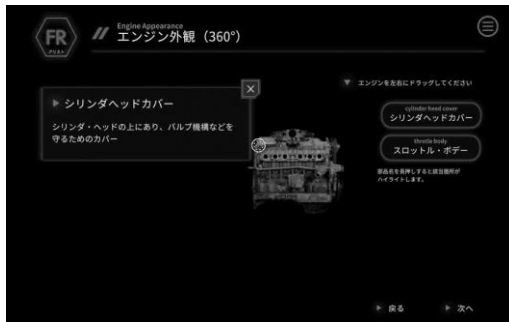 FR
Engine Appearance
エンジン外観（360°）
▼ エンジンを左右にドラッグしてください
▶ シリンダヘッドカバー
シリンダ・ヘッドの上にあり、バルブ機構などを
守るためのカバー
cylinder head cover
シリンダヘッドカバー
throttle body
スロットル・ボデー
部品名を長押しすると該当箇所が
ハイライトします。
▶ 戻る
▶ 次へ